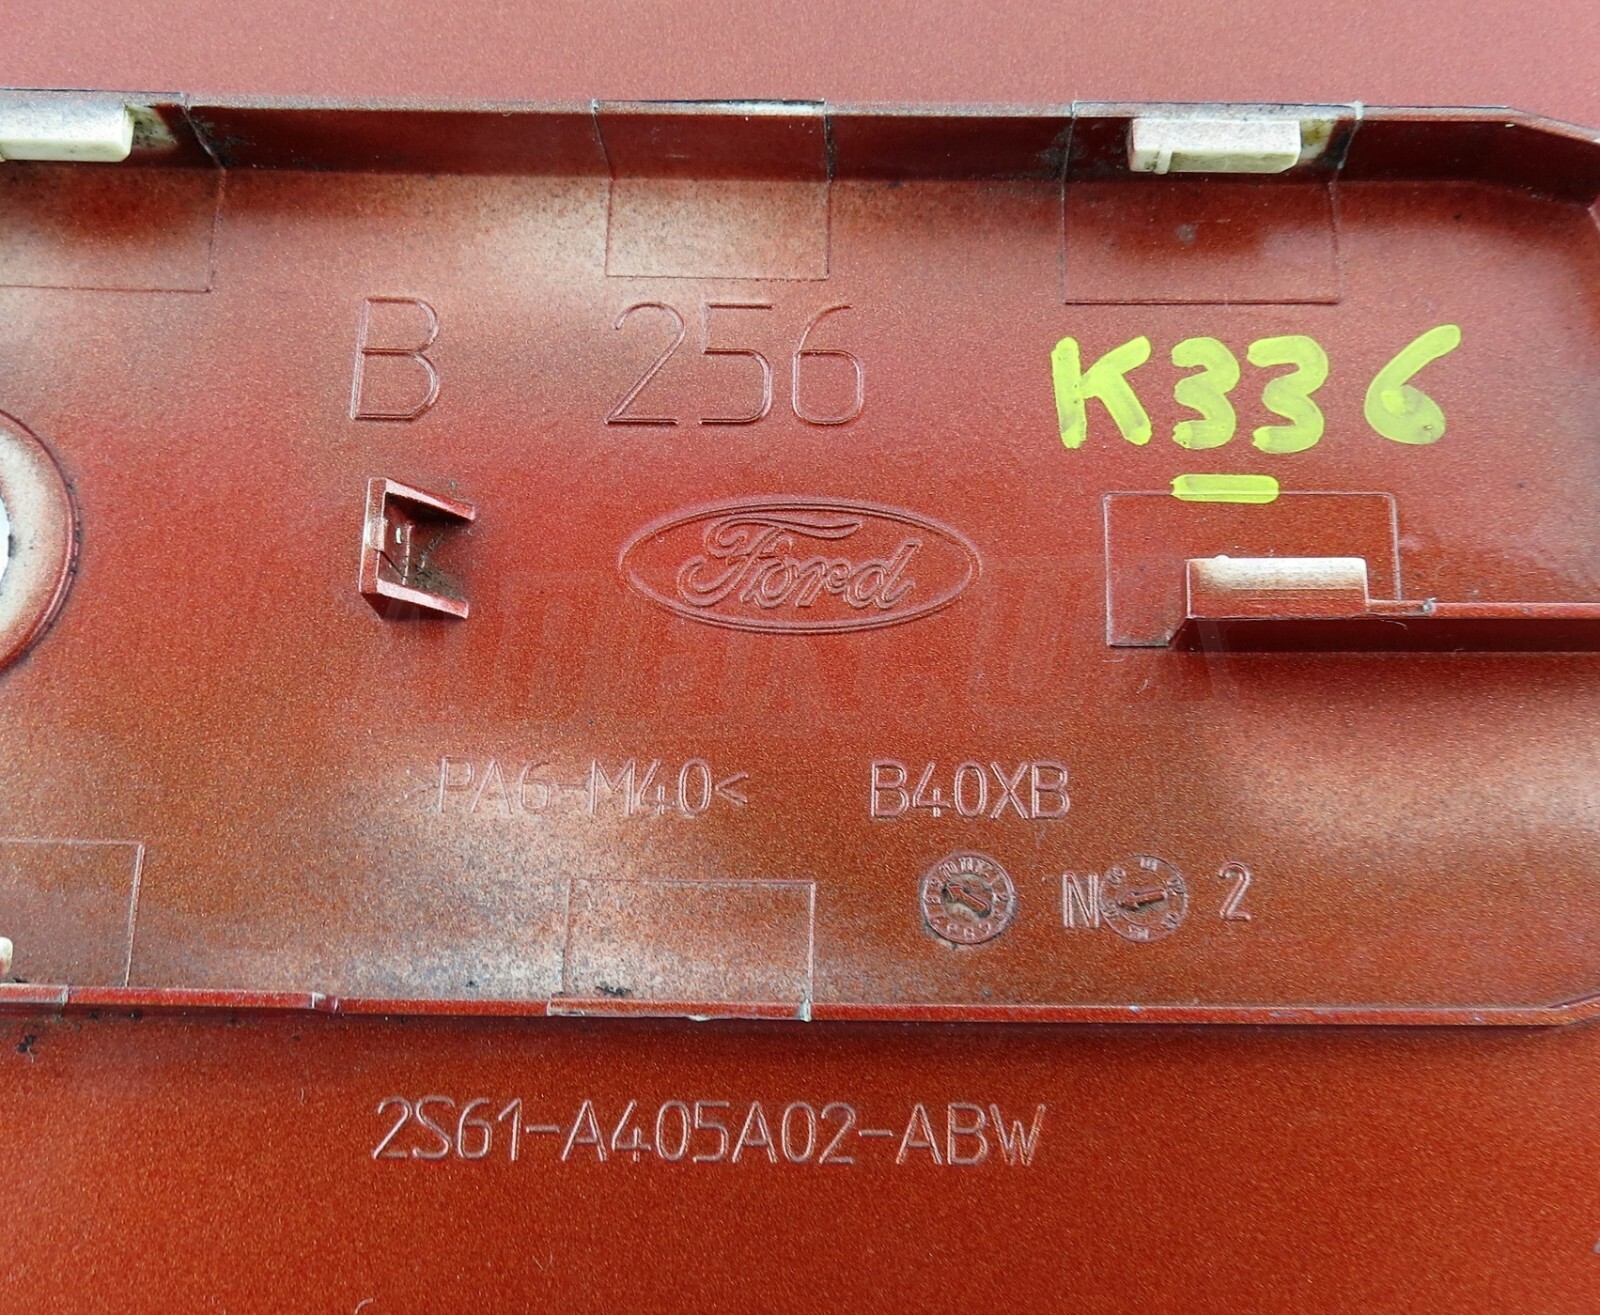 B 256
K336
Ford
>PA6-M40< B40XB
N 2
2S61-A405A02-ABW